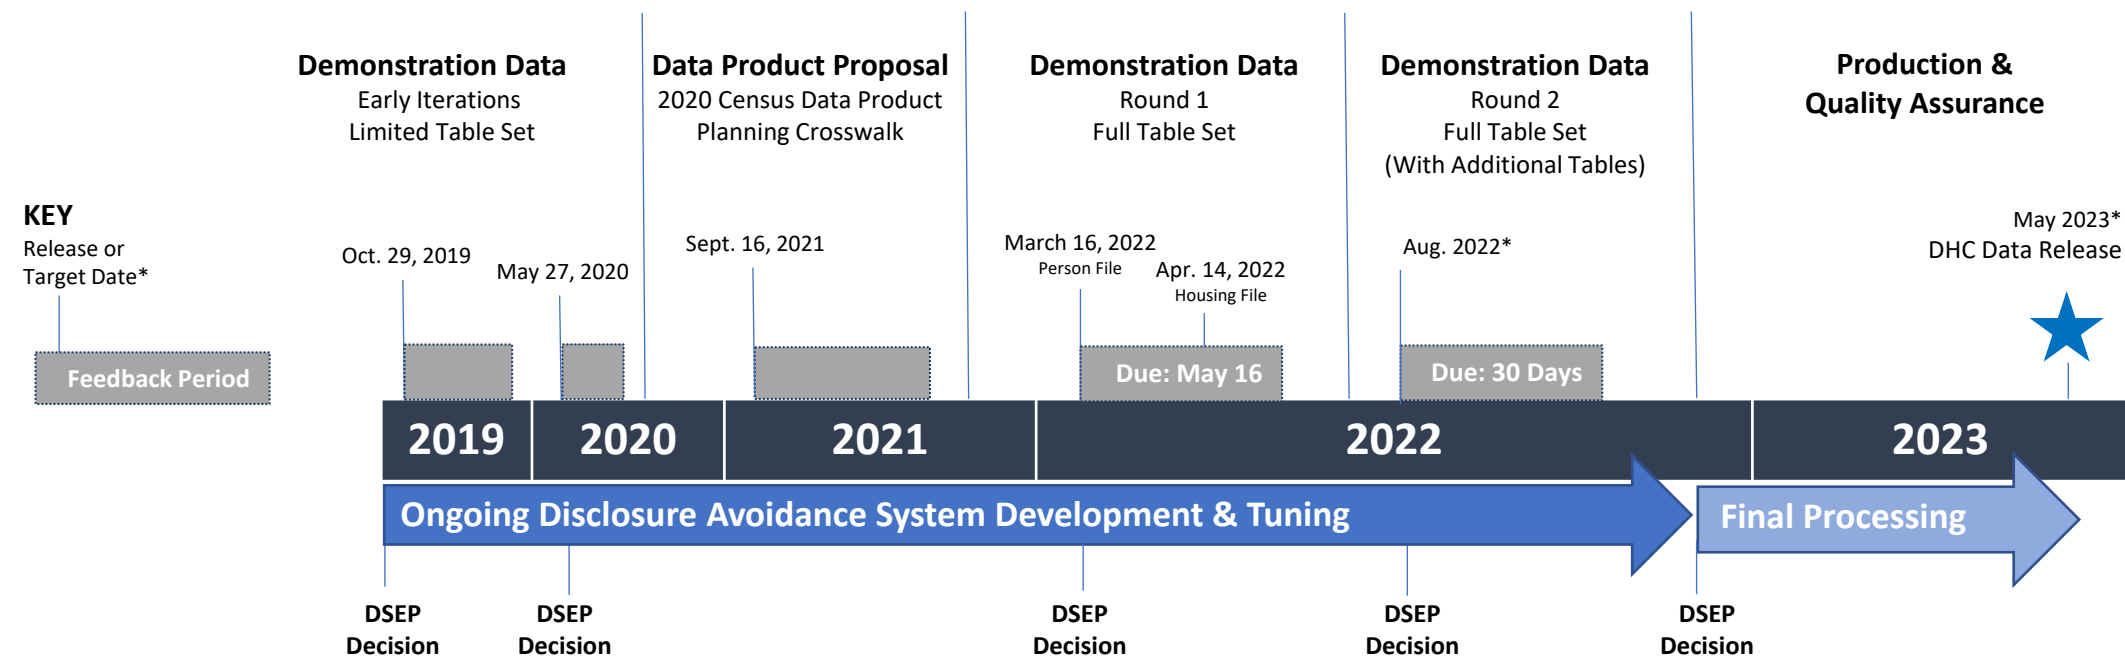 Demonstration Data
Early Iterations
Limited Table Set
Data Product Proposal
2020 Census Data Product
Planning Crosswalk
Demonstration Data
Round 1
Full Table Set
Demonstration Data
Round 2
Full Table Set
(With Additional Tables)
Production &
Quality Assurance
KEY
Release or
Target Date*
Feedback Period
Oct. 29, 2019
May 27, 2020
Sept. 16, 2021
March 16, 2022
Person File
Apr. 14, 2022
Housing File
Aug. 2022*
May 2023*
DHC Data Release
Due: May 16
Due: 30 Days
2019
2020
2021
2022
2023
Ongoing Disclosure Avoidance System Development & Tuning
Final Processing
DSEP
Decision
DSEP
Decision
DSEP
Decision
DSEP
Decision
DSEP
Decision